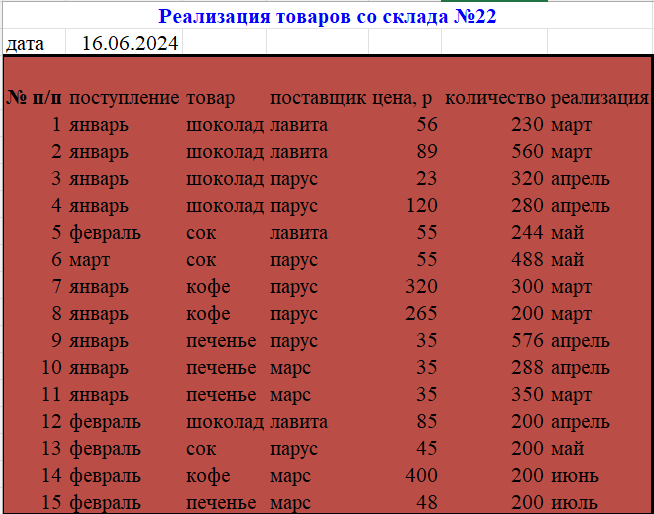 Реализация товаров со склада №22
дата 16.06.2024
№ п/п поступление товар поставщик цена, р количество реализация
1 январь шоколад лавита 56 230 март
2 январь шоколад лавита 89 560 март
3 январь шоколад парус 23 320 апрель
4 январь шоколад парус 120 280 апрель
5 февраль сок лавита 55 244 май
6 март сок парус 55 488 май
7 январь кофе парус 320 300 март
8 январь кофе парус 265 200 март
9 январь печенье парус 35 576 апрель
10 январь печенье марс 35 288 апрель
11 январь печенье марс 35 350 март
12 февраль шоколад лавита 85 200 апрель
13 февраль сок парус 45 200 май
14 февраль кофе марс 400 200 июнь
15 февраль печенье марс 48 200 июль